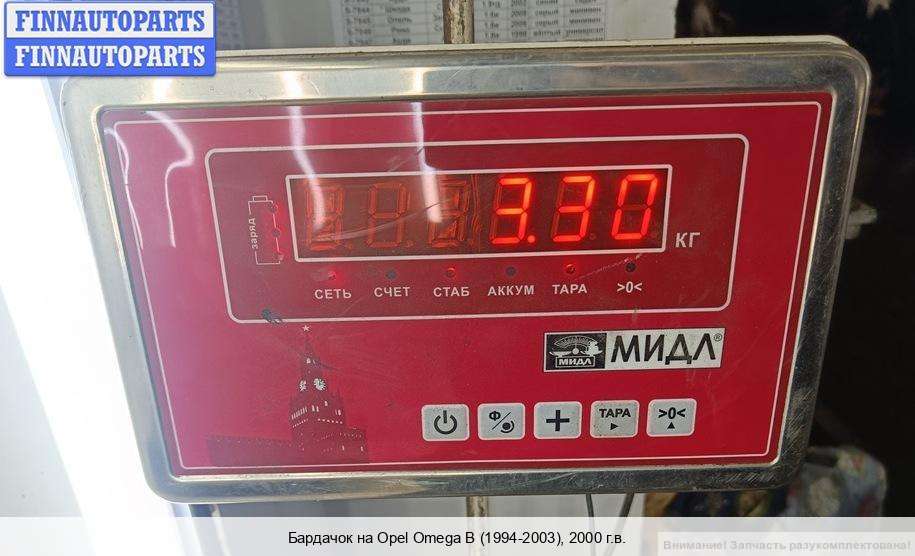 FINNAUTOPARTS
FINNAUTOPARTS
заряд
3.30
КГ
СЕТЬ СЧЕТ СТАБ АККУМ ТАРА >0<
МИДЛ МИДЛ®
Ф ТАРА >0<
Бардачок на Opel Omega B (1994-2003), 2000 г.в.
Внимание! Запчасть разукомплектована!